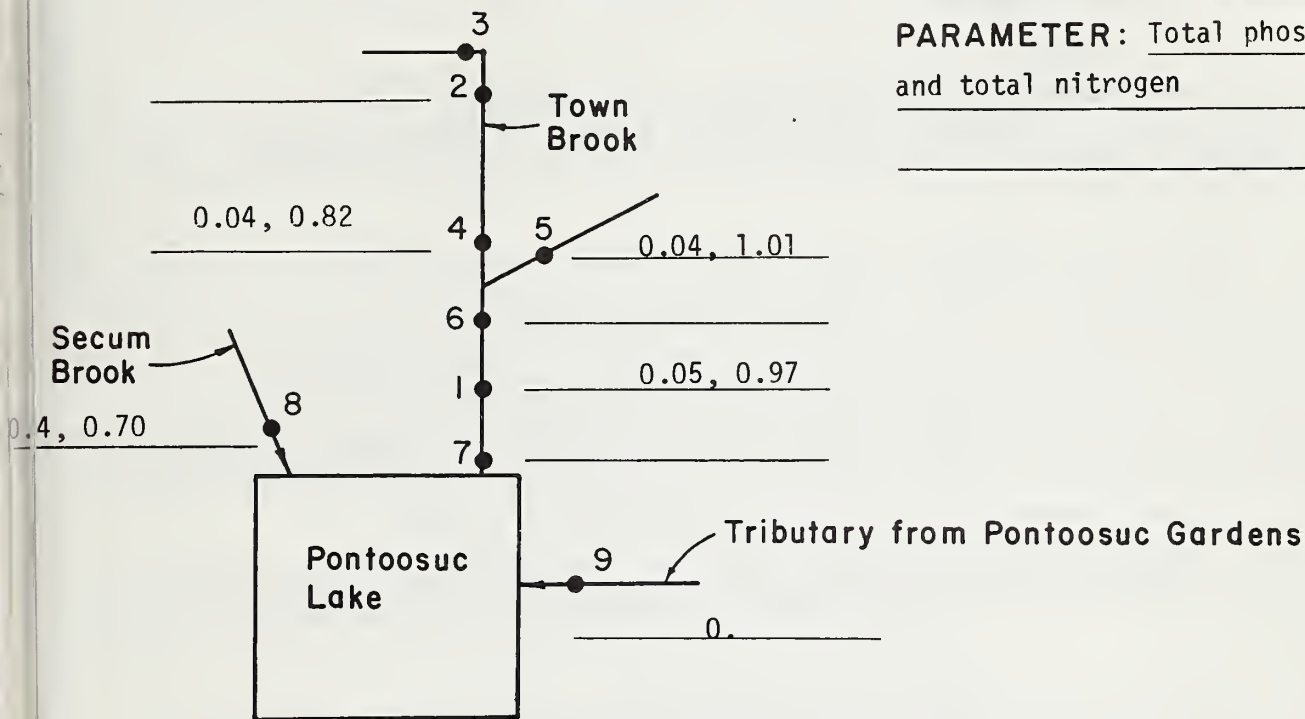 3
PARAMETER: Total phos
and total nitrogen
2
Town
Brook
0.04, 0.82
4
5
0.04, 1.01
6
Secum
Brook
0.05, 0.97
1
8
0.4, 0.70
7
Tributary from Pontoosuc Gardens
Pontoosuc
Lake
9
0.